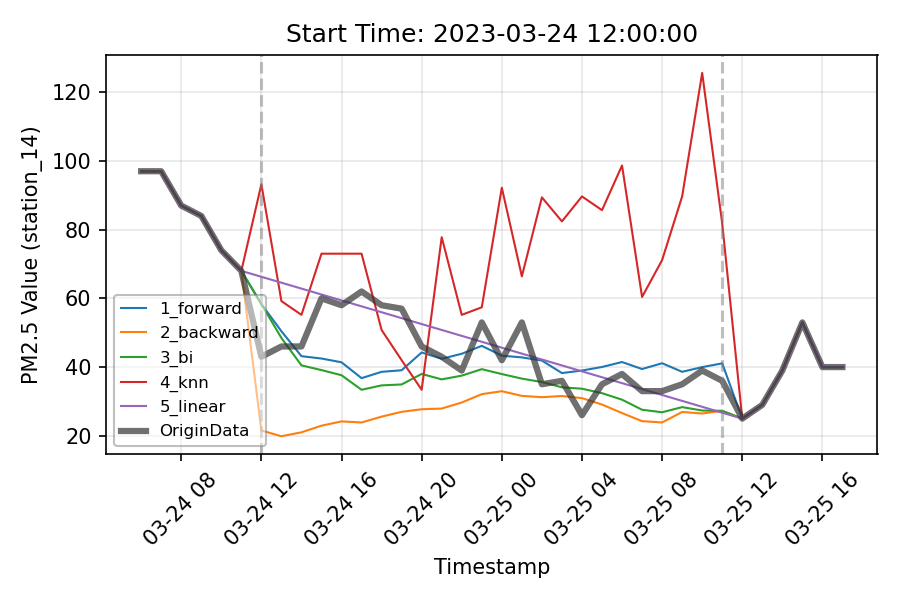 Start Time: 2023-03-24 12:00:00
PM2.5 Value (station_14)
120
100
80
60
40
20
1_forward
2_backward
3_bi
4_knn
5_linear
OriginData
03-24 08
03-24 12
03-24 16
03-24 20
03-25 00
03-25 04
03-25 08
03-25 12
03-25 16
Timestamp